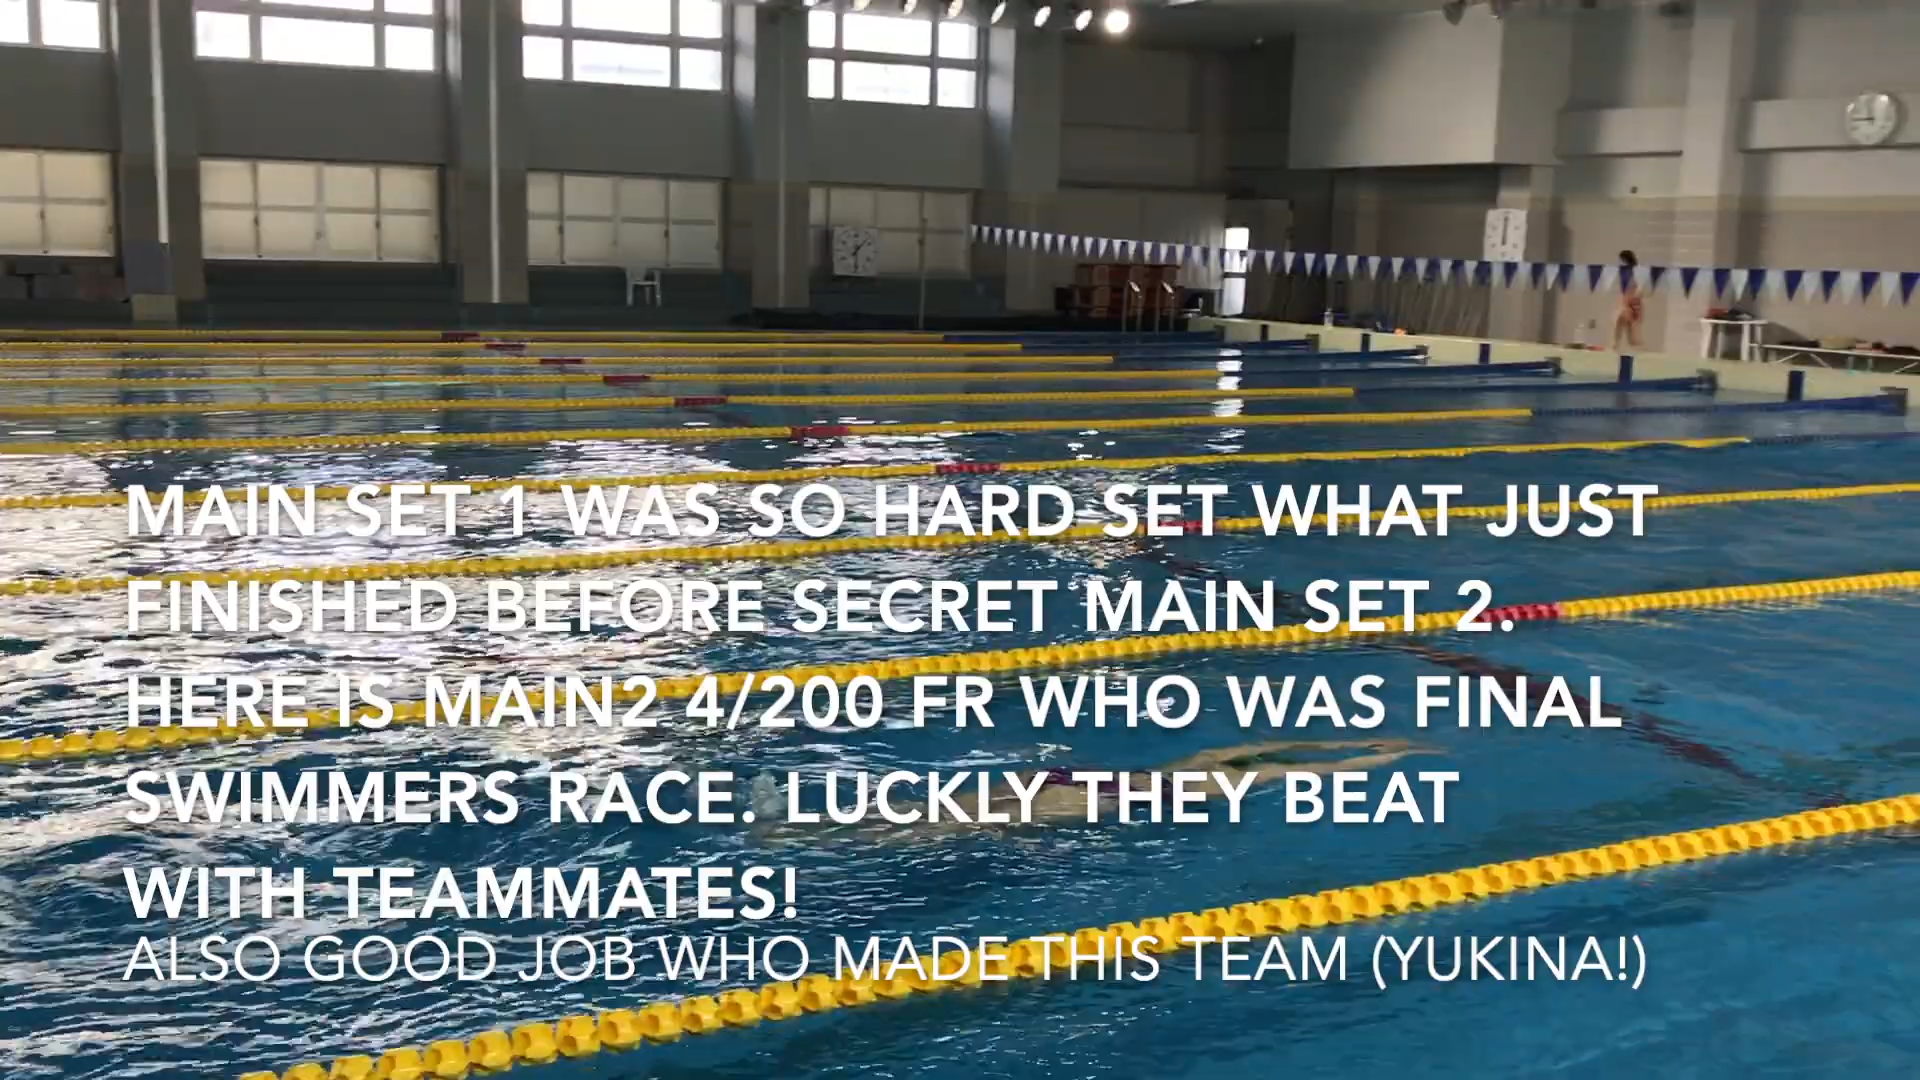 MAIN SET 1 WAS SO HARD SET WHAT JUST
FINISHED BEFORE SECRET MAIN SET 2.
HERE IS MAIN2 4/200 FR WHO WAS FINAL
SWIMMERS RACE. LUCKLY THEY BEAT
WITH TEAMMATES!
ALSO GOOD JOB WHO MADE THIS TEAM (YUKINA!)